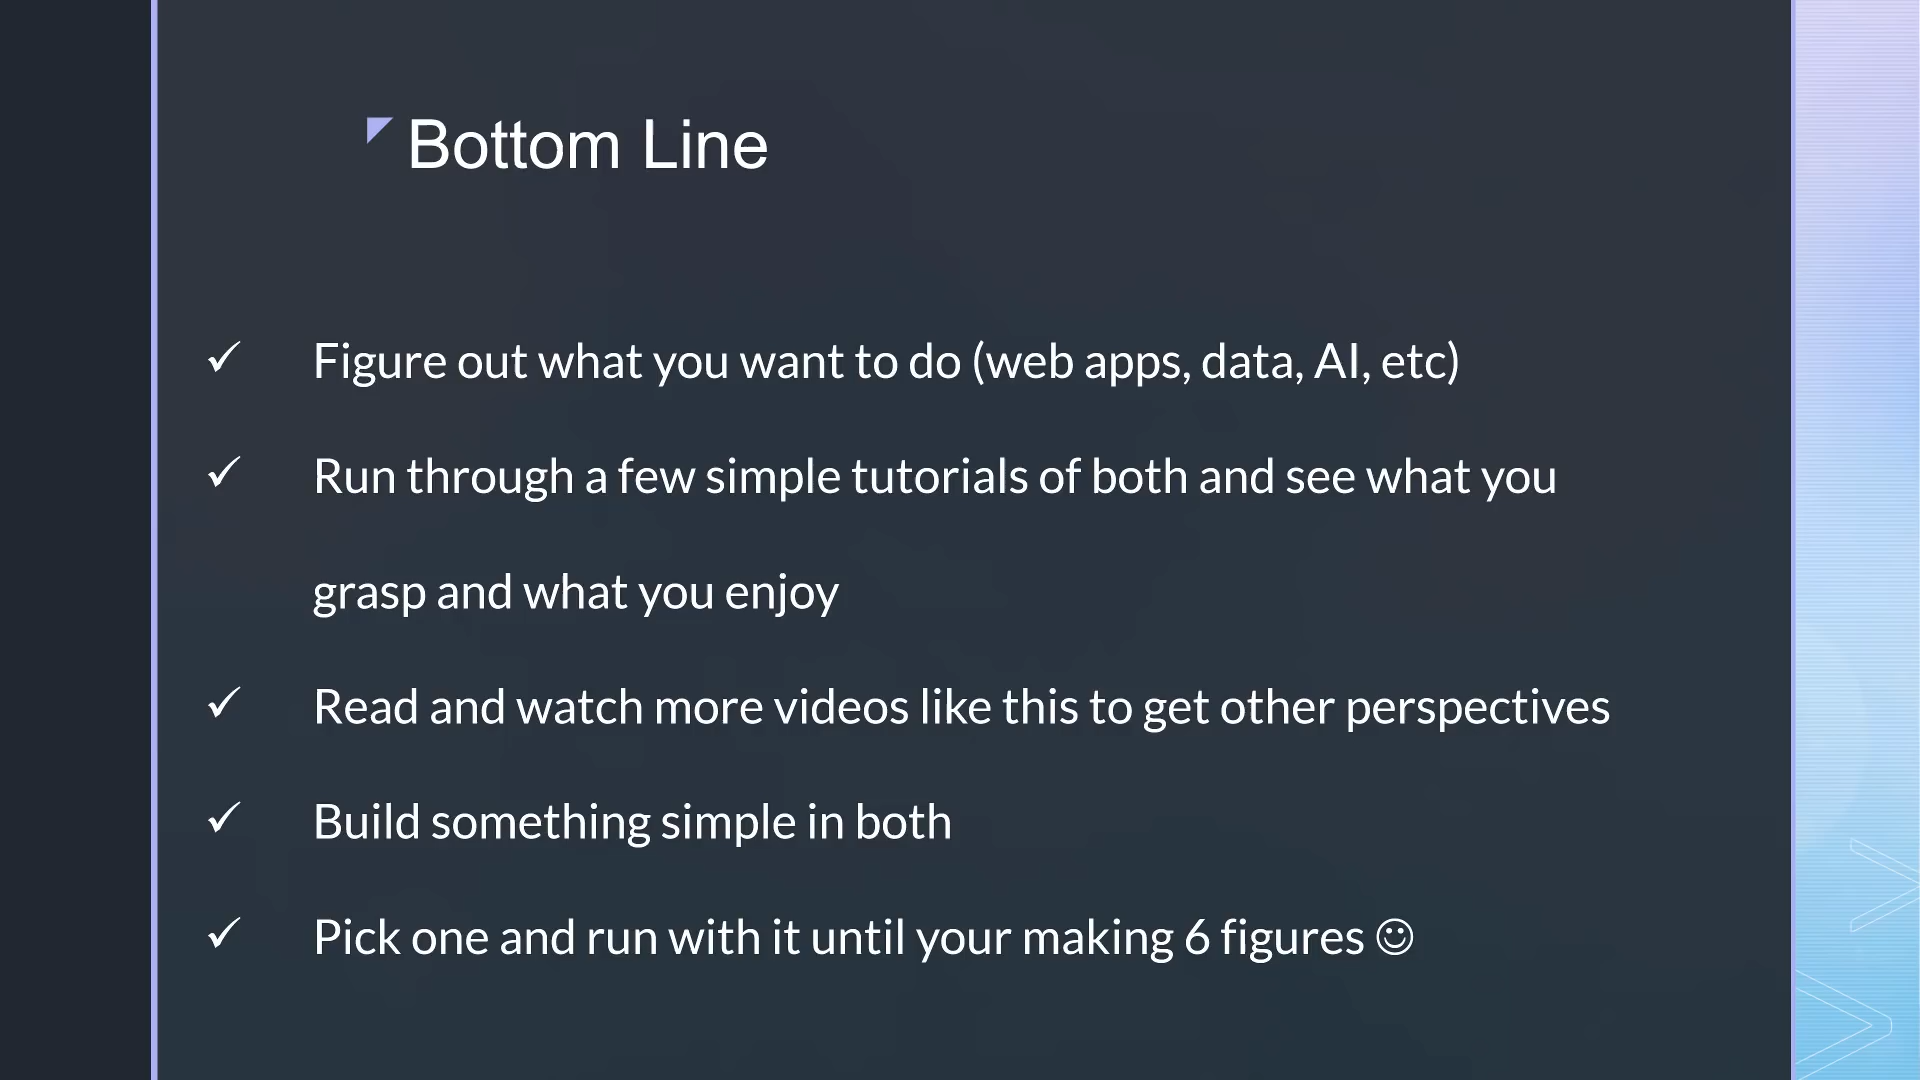 Bottom Line
✓ Figure out what you want to do (web apps, data, AI, etc)
✓ Run through a few simple tutorials of both and see what you
grasp and what you enjoy
✓ Read and watch more videos like this to get other perspectives
✓ Build something simple in both
✓ Pick one and run with it until your making 6 figures ☺